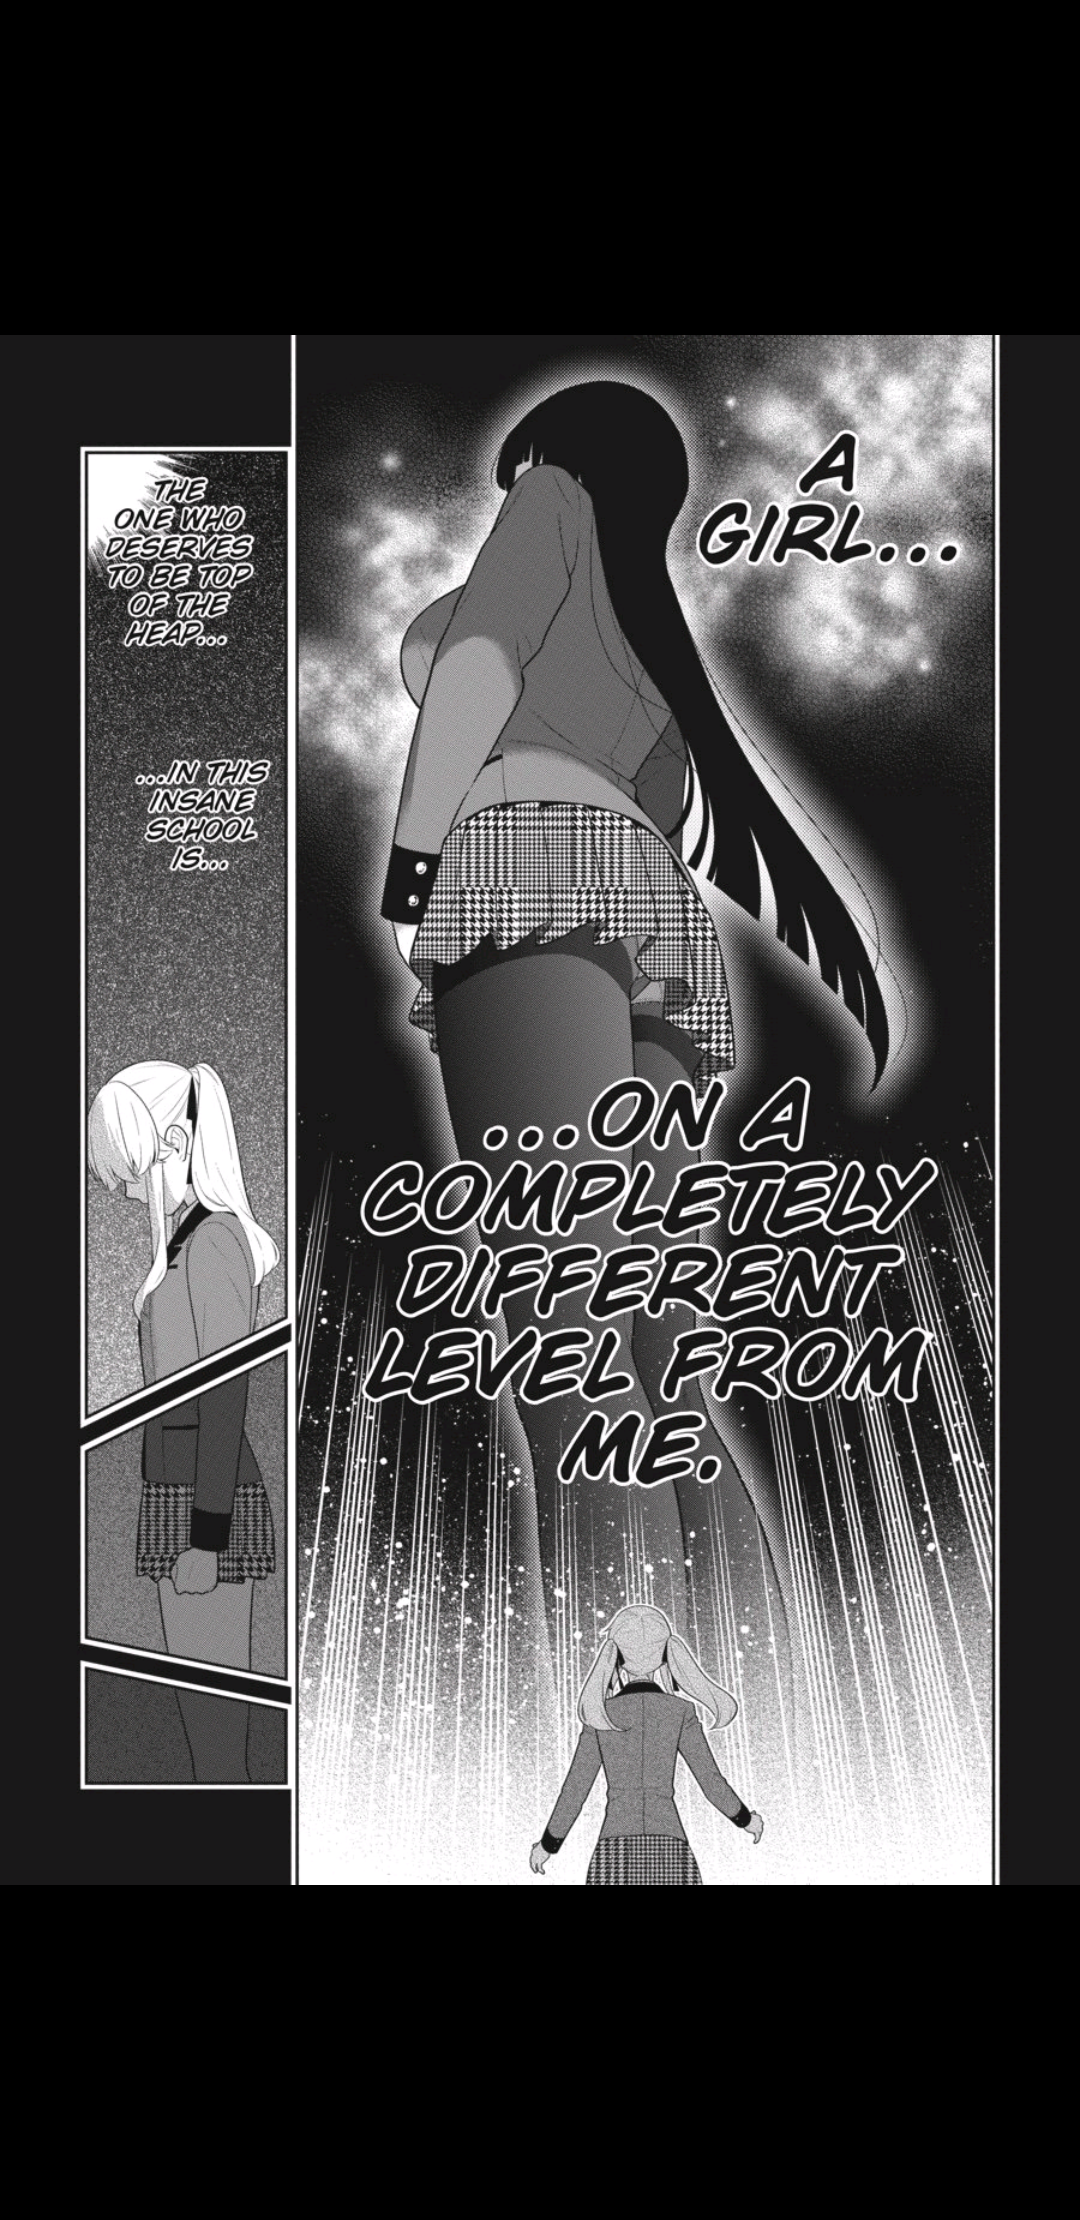 A
GIRL...
...ON A
COMPLETELY
DIFFERENT
LEVEL FROM
ME.
THE
ONE WHO
DESERVES
TO BE TOP
OF THE
HEAP...
...IN THIS
INSANE
SCHOOL
IS...